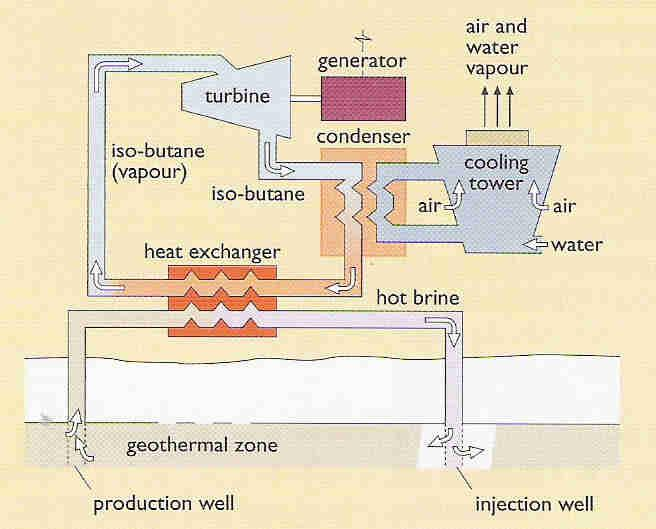 air and
water
vapour
generator
turbine
condenser
iso-butane
(vapour)
cooling
tower
iso-butane
air
air
water
heat exchanger
hot brine
geothermal zone
production well
injection well